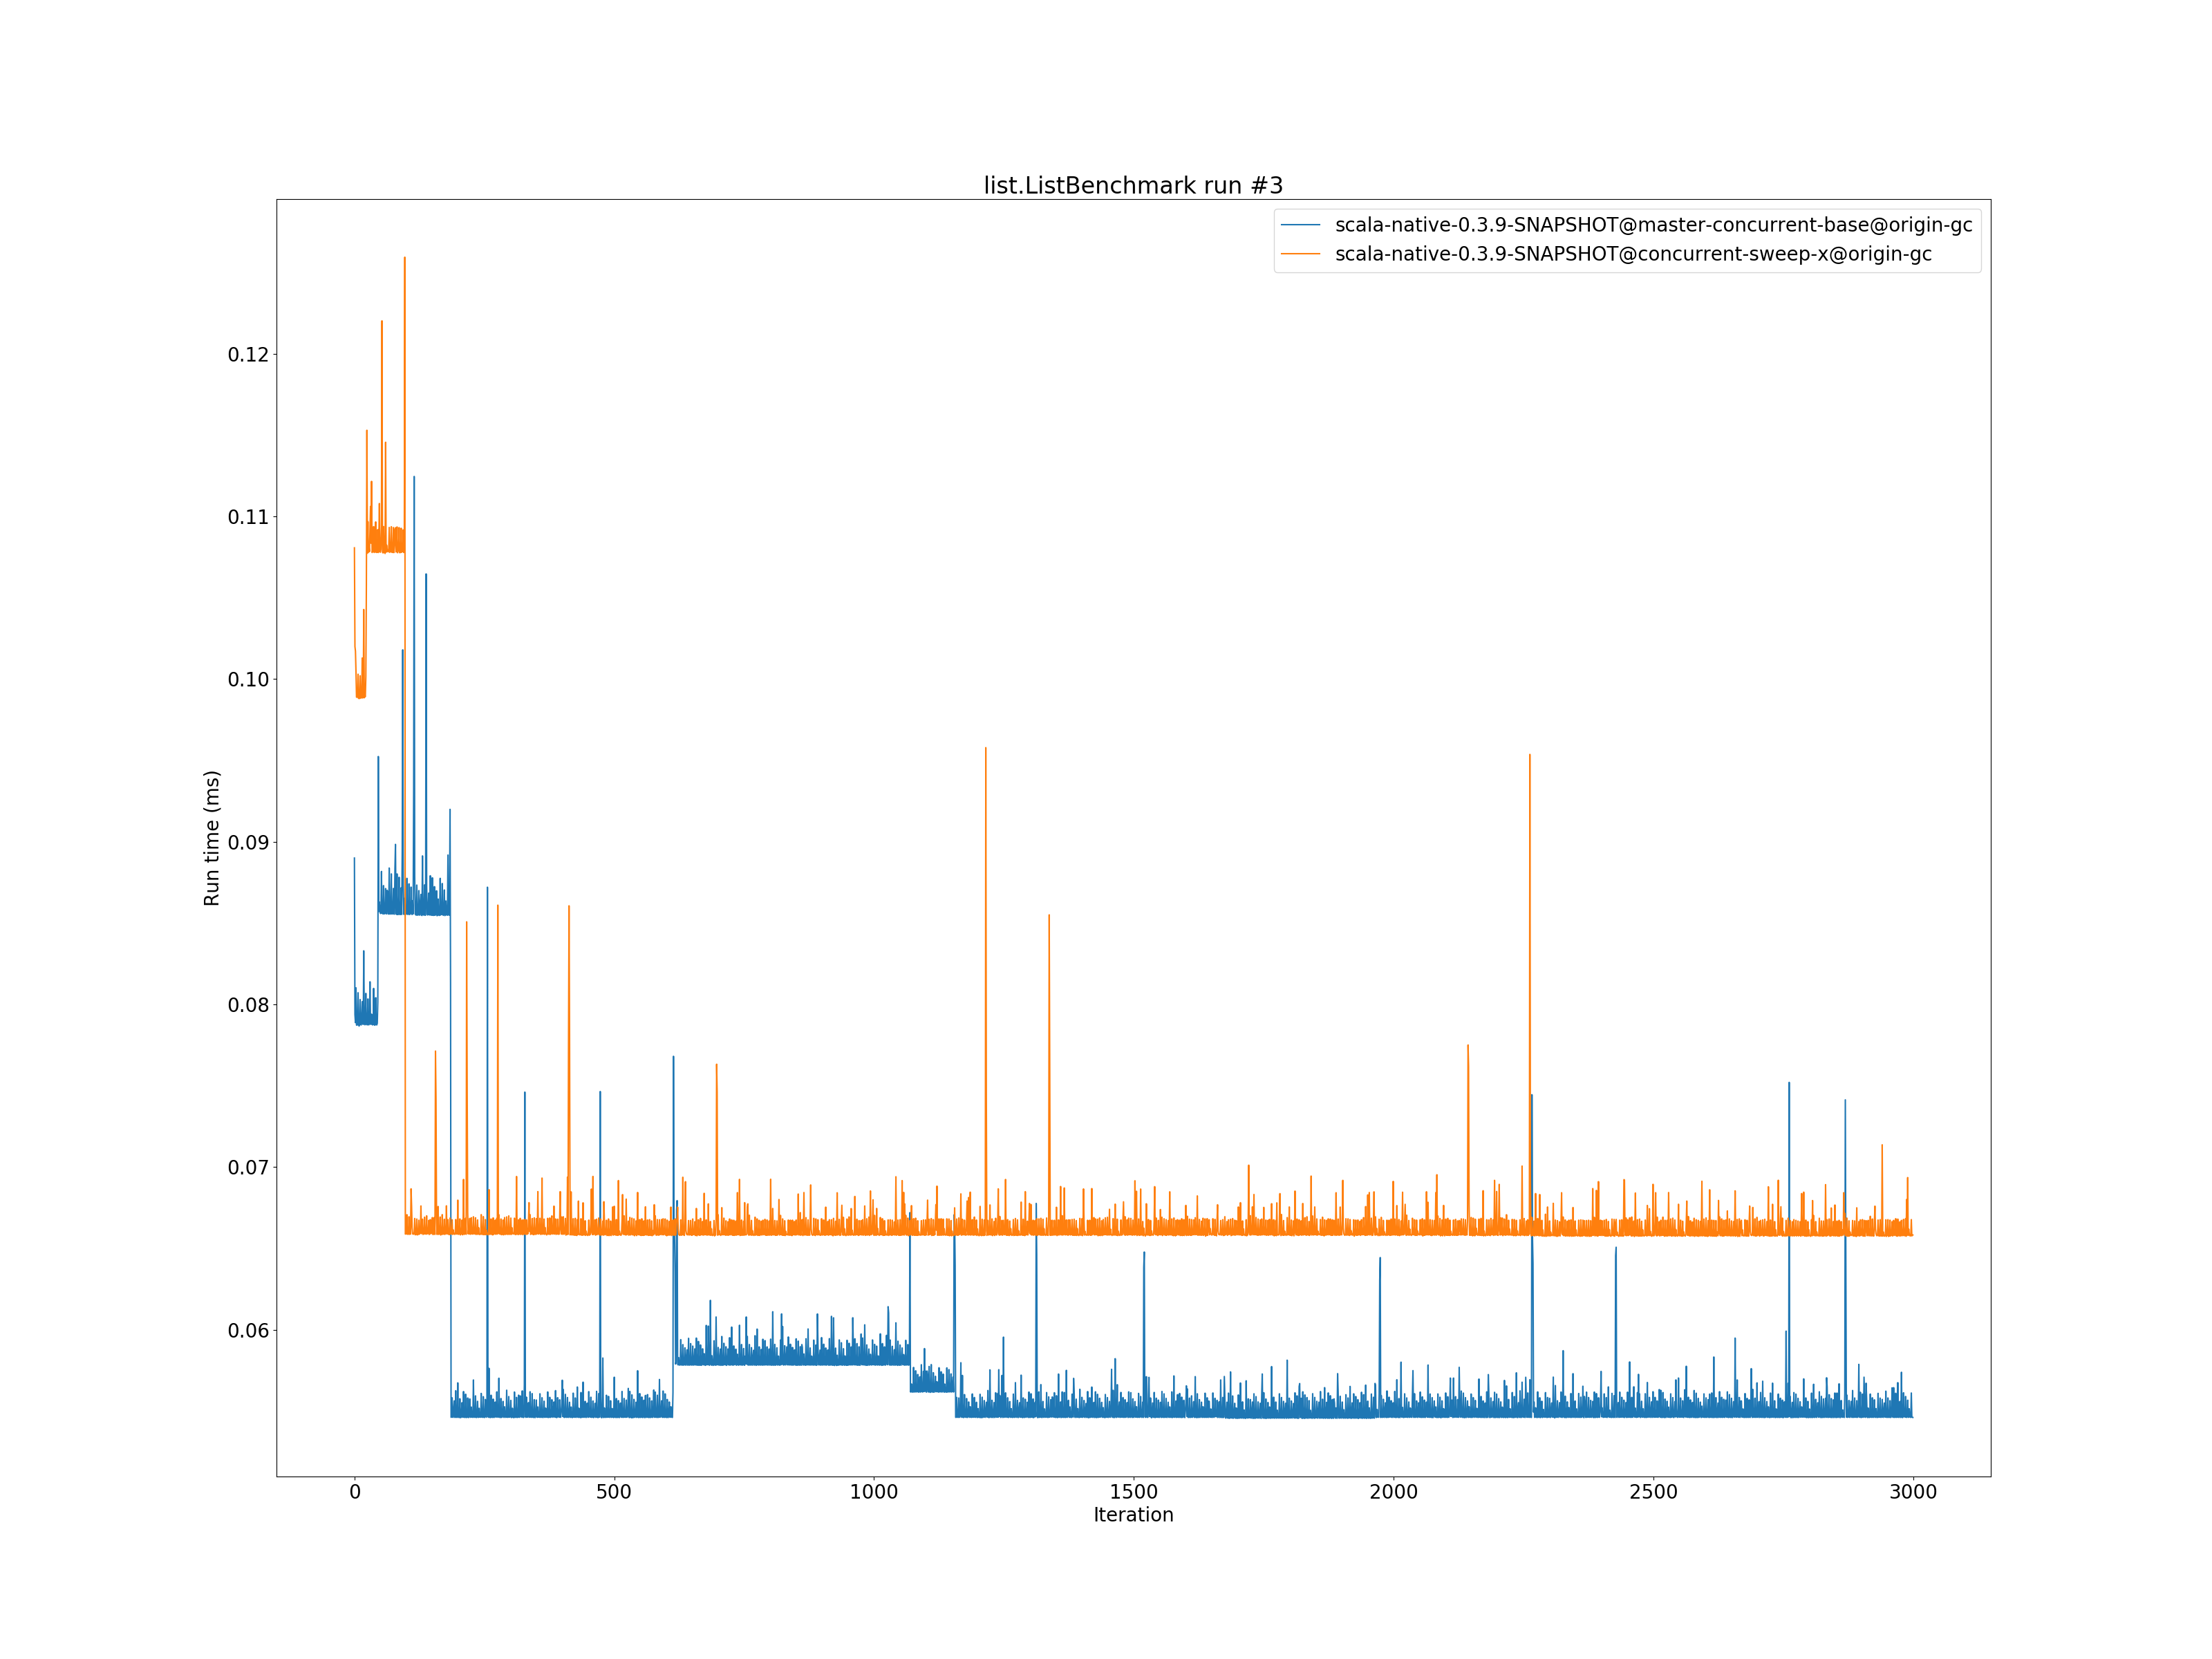 list.ListBenchmark run #3
scala-native-0.3.9-SNAPSHOT@master-concurrent-base@origin-gc
scala-native-0.3.9-SNAPSHOT@concurrent-sweep-x@origin-gc
0.12
0.11
0.10
0.09
0.08
0.07
0.06
Run time (ms)
0 500 1000 1500 2000 2500 3000
Iteration